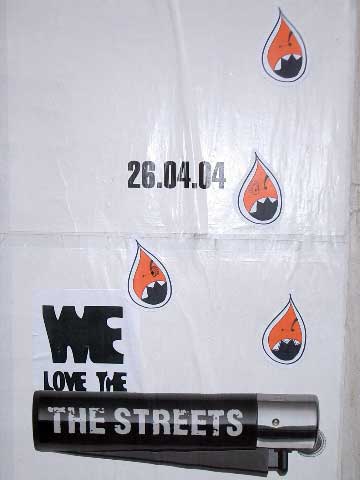 26.04.04
WE
LOVE THE
THE STREETS